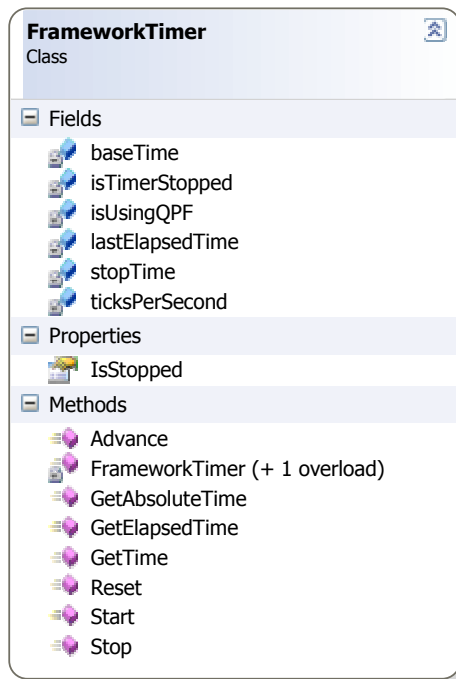 FrameworkTimer
Class
Fields
baseTime
isTimerStopped
isUsingQPF
lastElapsedTime
stopTime
ticksPerSecond
Properties
IsStopped
Methods
Advance
FrameworkTimer (+ 1 overload)
GetAbsoluteTime
GetElapsedTime
GetTime
Reset
Start
Stop